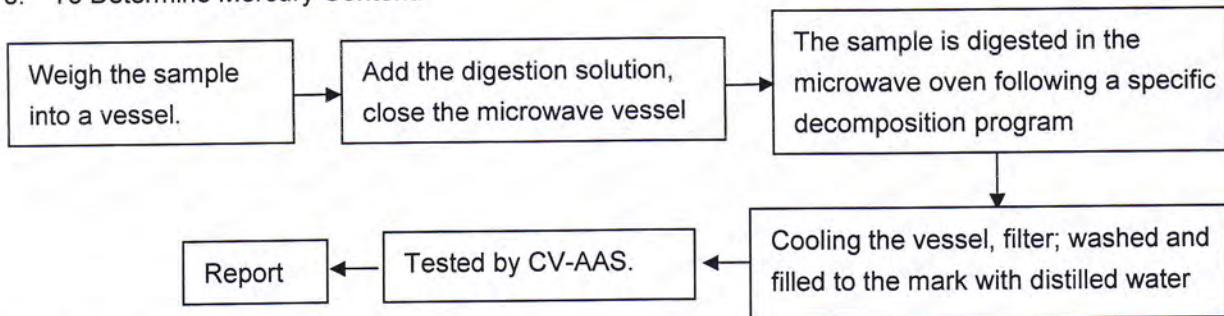 Weigh the sample
into a vessel.
Add the digestion solution,
close the microwave vessel
The sample is digested in the
microwave oven following a specific
decomposition program
Cooling the vessel, filter; washed and
filled to the mark with distilled water
Tested by CV-AAS.
Report